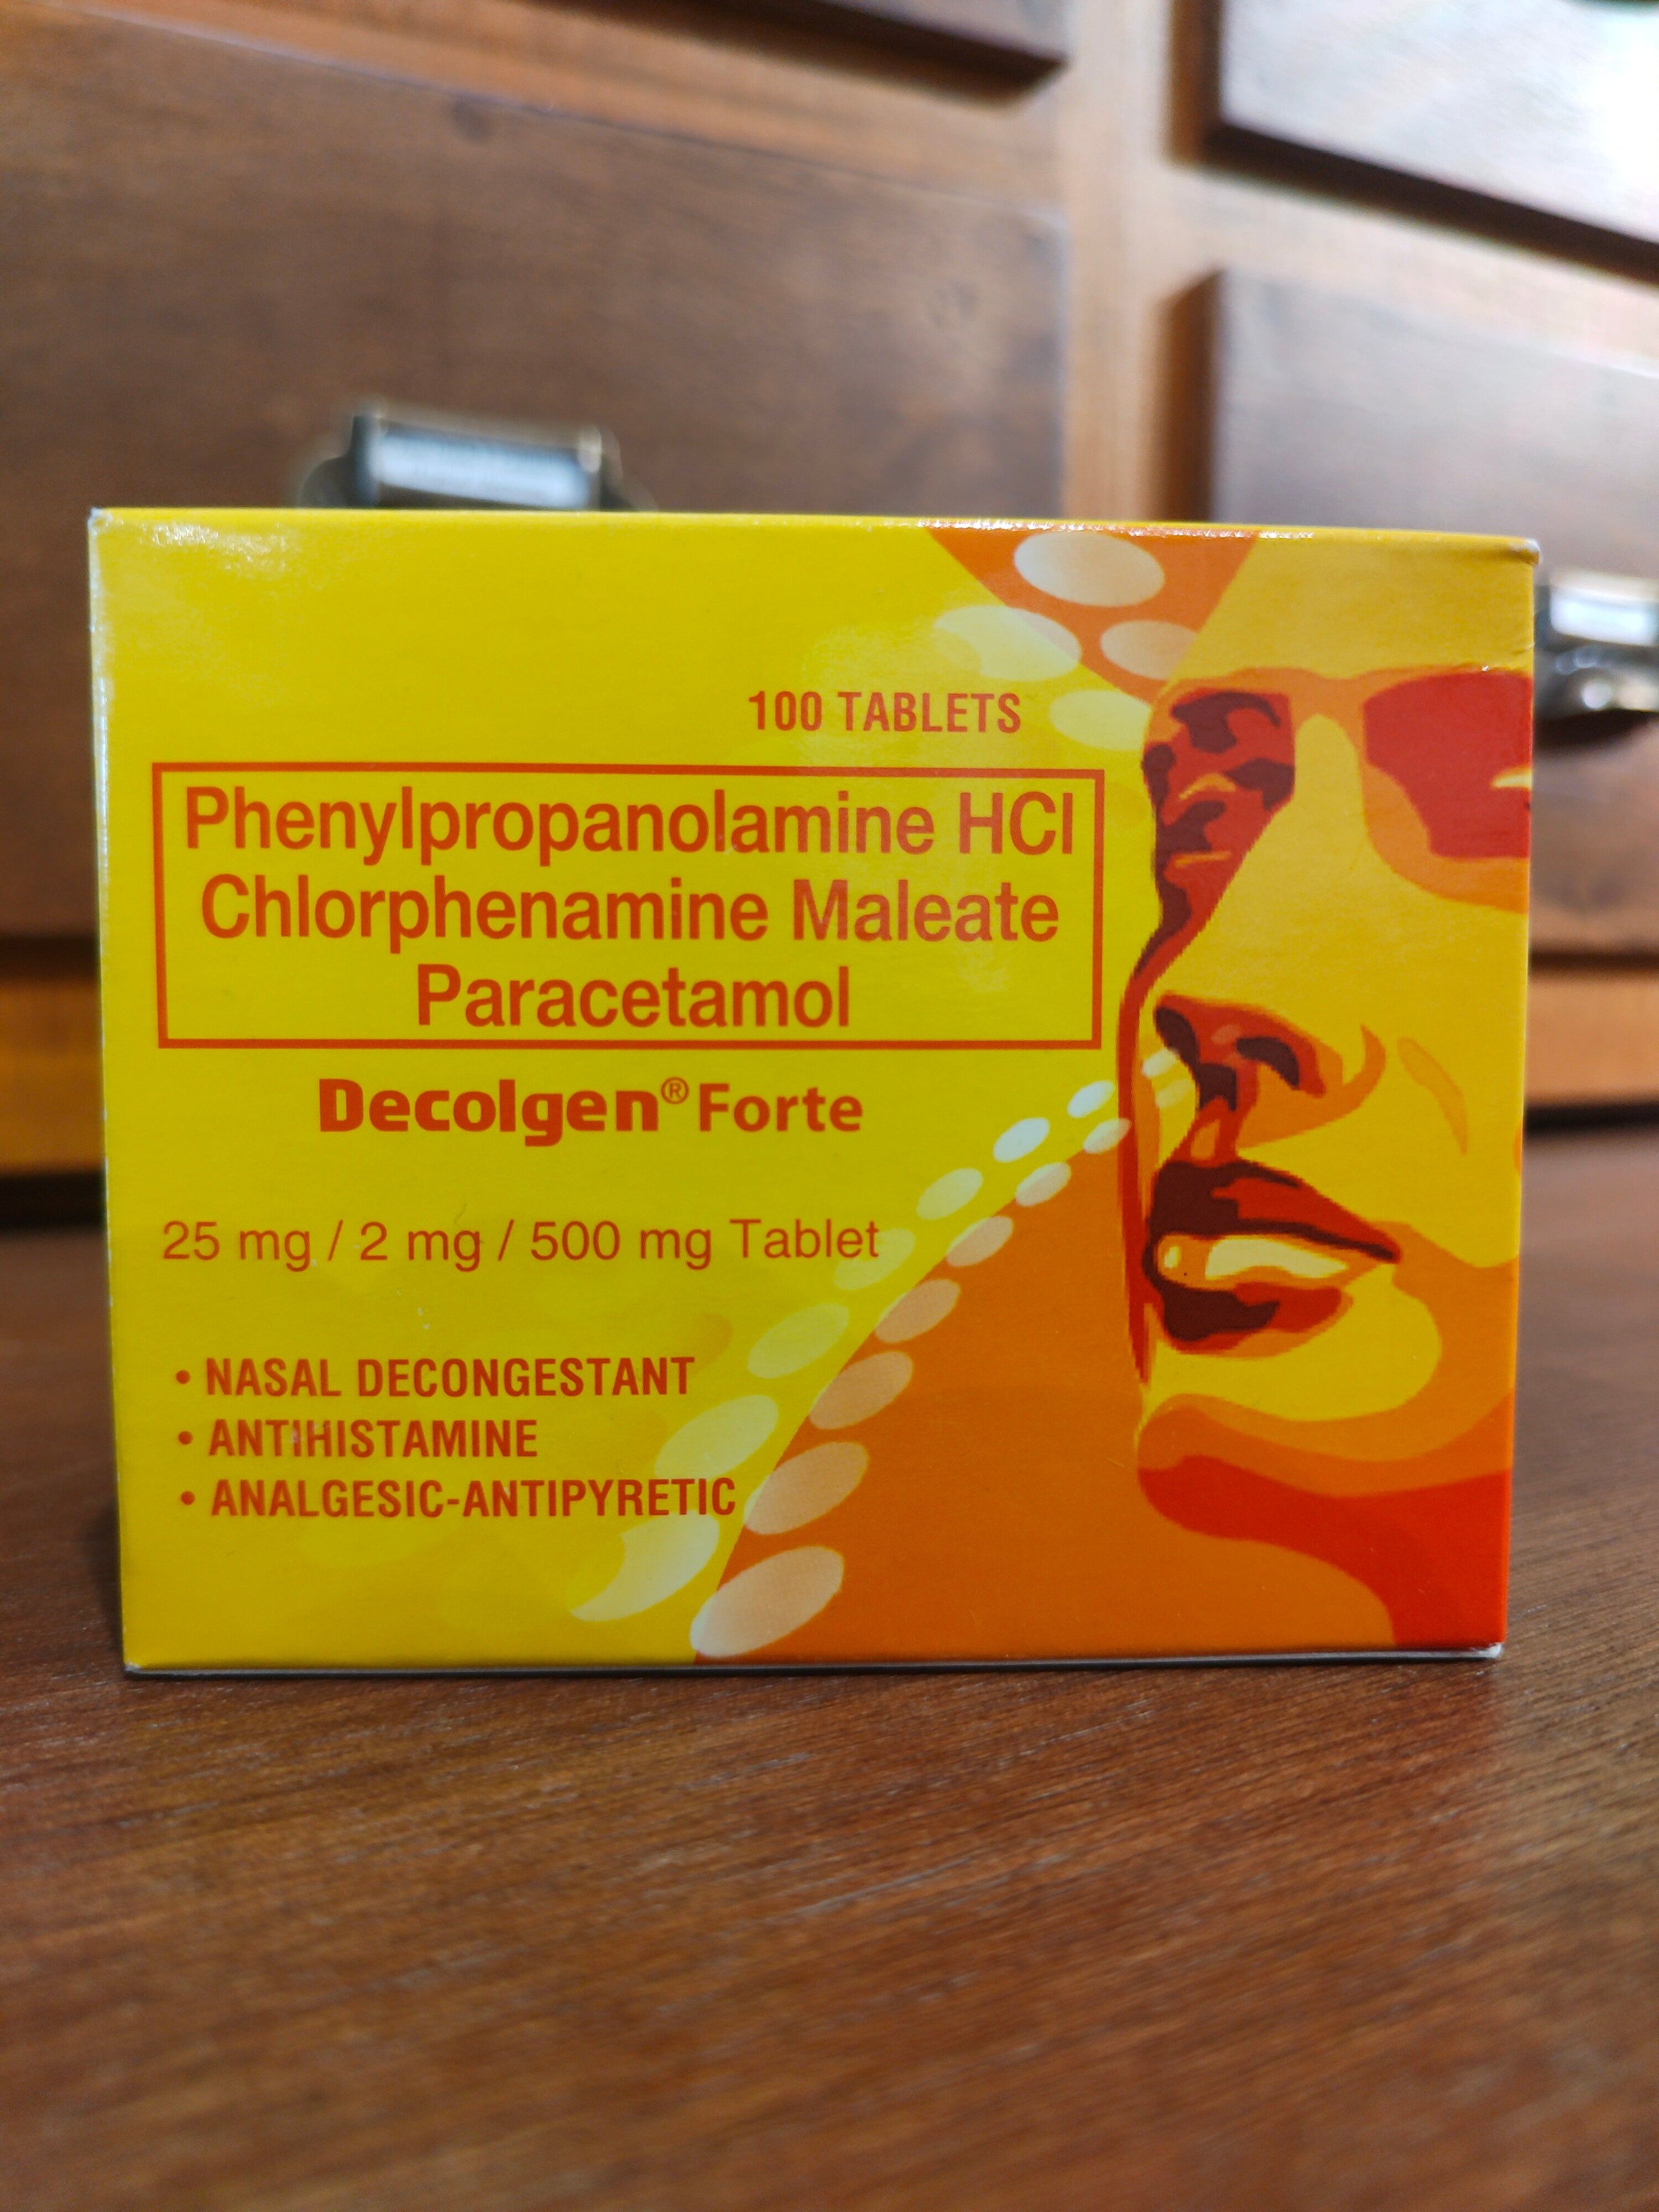 100 TABLETS
Phenylpropanolamine HCl
Chlorphenamine Maleate
Paracetamol
Decolgen® Forte
25 mg / 2 mg / 500 mg Tablet
• NASAL DECONGESTANT
• ANTIHISTAMINE
• ANALGESIC-ANTIPYRETIC